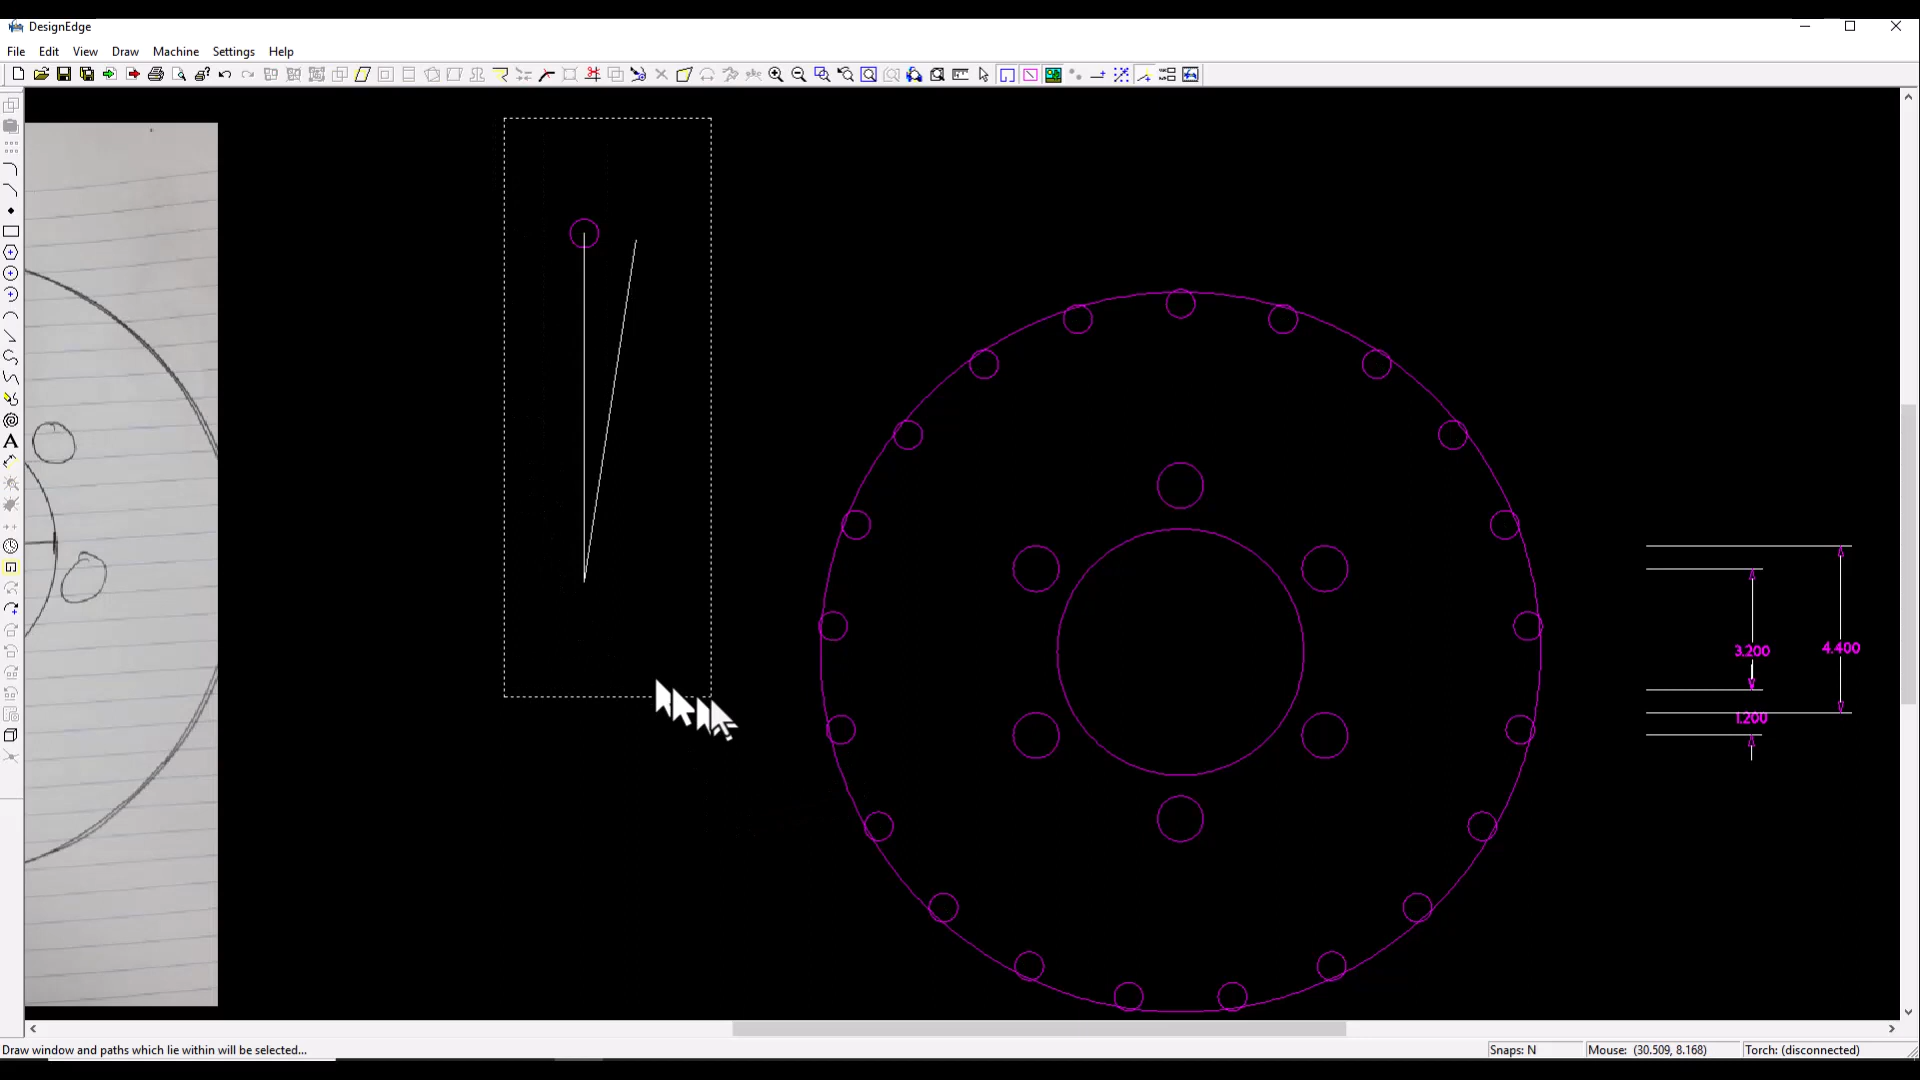 DesignEdge
File Edit View Draw Machine Settings Help
A
3.200
4.400
1.200
Draw window and paths which lie within will be selected...
Snaps: N
Mouse: (30.509, 8.168)
Torch: (disconnected)